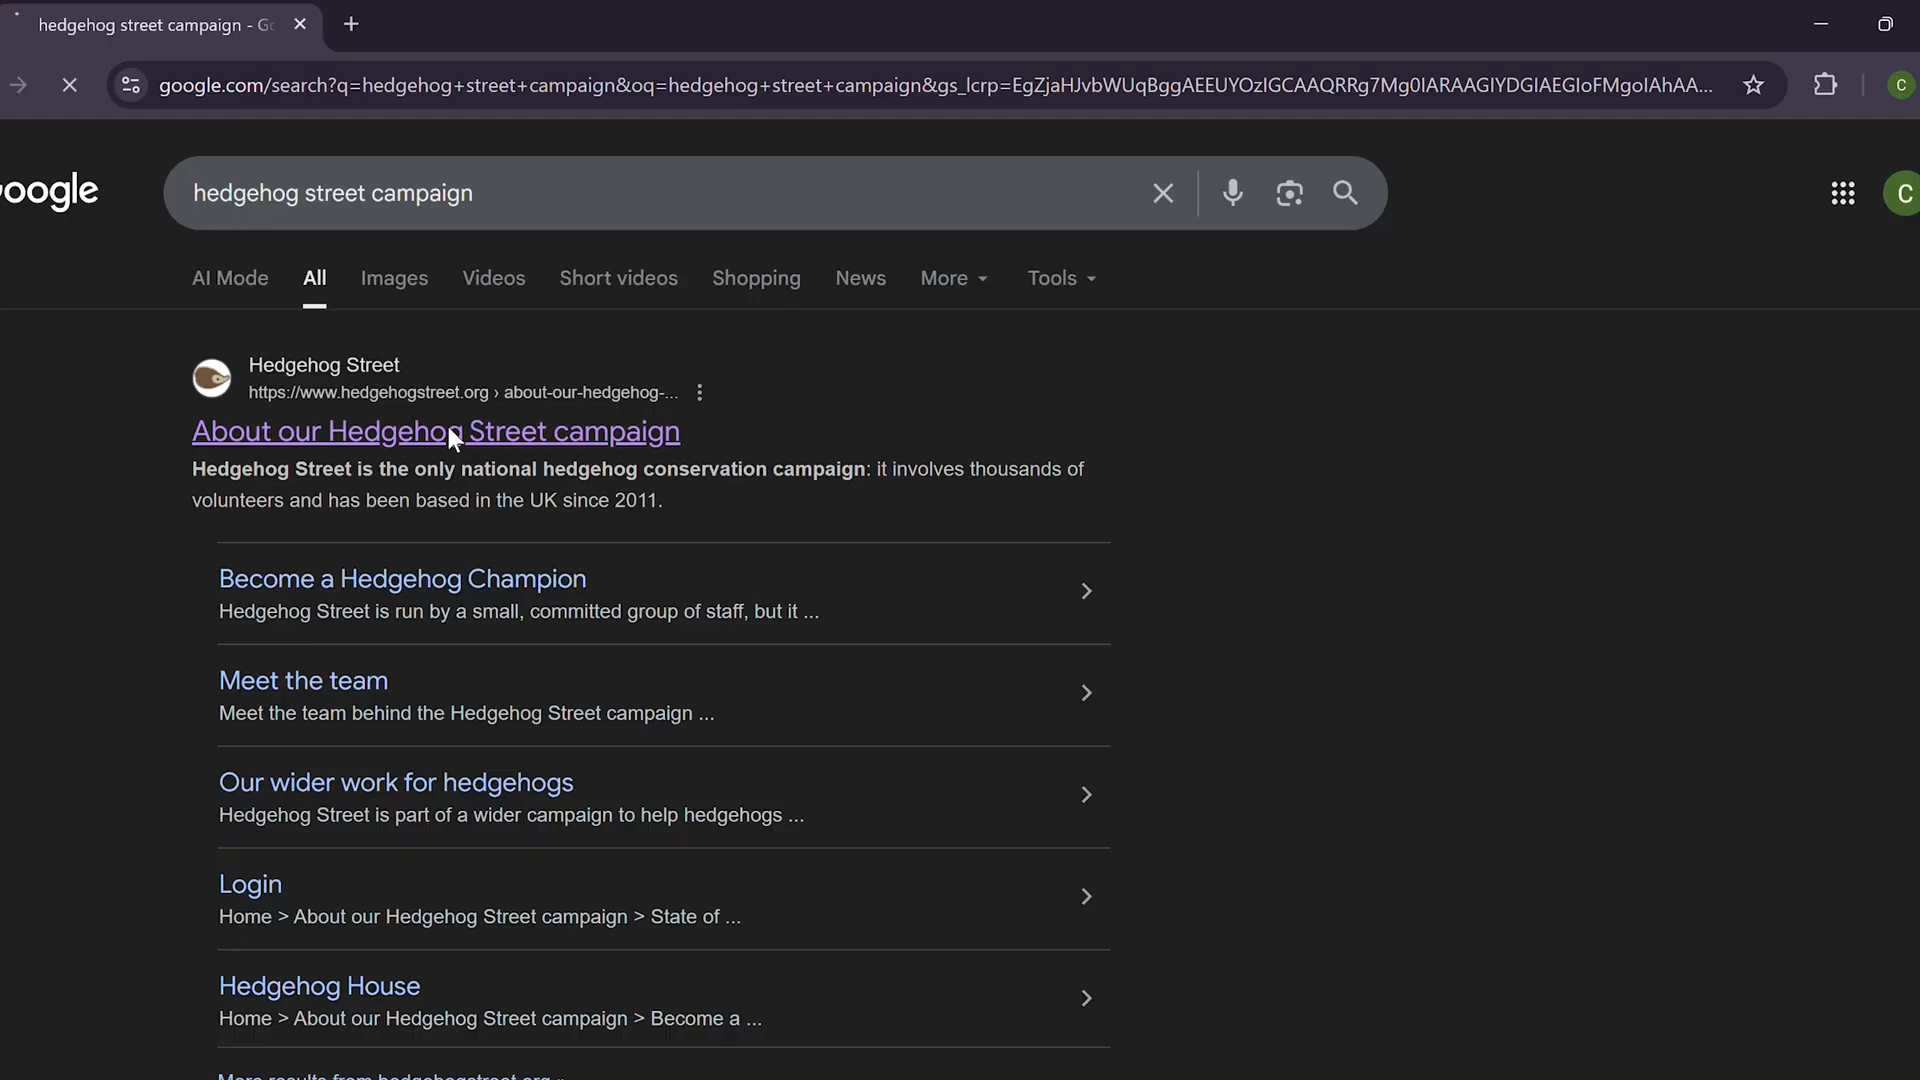 hedgehog street campaign - Go
google.com/search?q=hedgehog+street+campaign&oq=hedgehog+street+campaign&gs_lcrp=EgZjaHJvbWUqBggAEEUYOzIGCAAQRRg7Mg0IARAAGIYDGIAEGIoFMgoIAhAA...
C
oogle
hedgehog street campaign
C
AI Mode All Images Videos Short videos Shopping News More Tools
Hedgehog Street
https://www.hedgehogstreet.org › about-our-hedgehog-...
About our Hedgehog Street campaign
Hedgehog Street is the only national hedgehog conservation campaign: it involves thousands of
volunteers and has been based in the UK since 2011.
Become a Hedgehog Champion
Hedgehog Street is run by a small, committed group of staff, but it ...
Meet the team
Meet the team behind the Hedgehog Street campaign ...
Our wider work for hedgehogs
Hedgehog Street is part of a wider campaign to help hedgehogs ...
Login
Home > About our Hedgehog Street campaign > State of ...
Hedgehog House
Home > About our Hedgehog Street campaign > Become a ...
More results from hedgehogstreet.org »